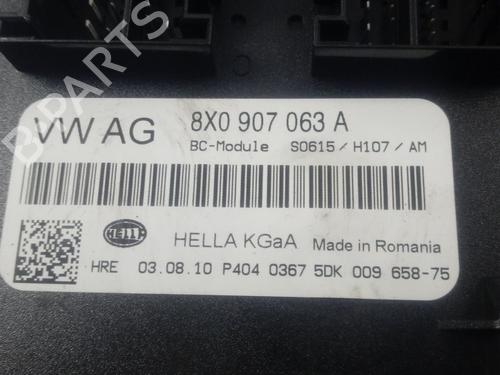 B-PARTS
VW AG 8X0 907 063 A
BC-Module S0615 / H107 / AM
HELLA
HELLA KGaA Made in Romania
HRE 03.08.10 P404 0367 5DK 009 658-75